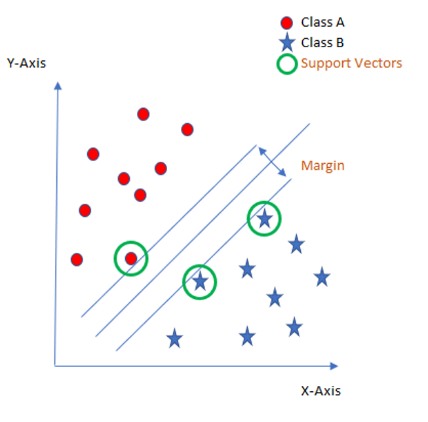 Class A
Class B
Support Vectors
Y-Axis
Margin
X-Axis